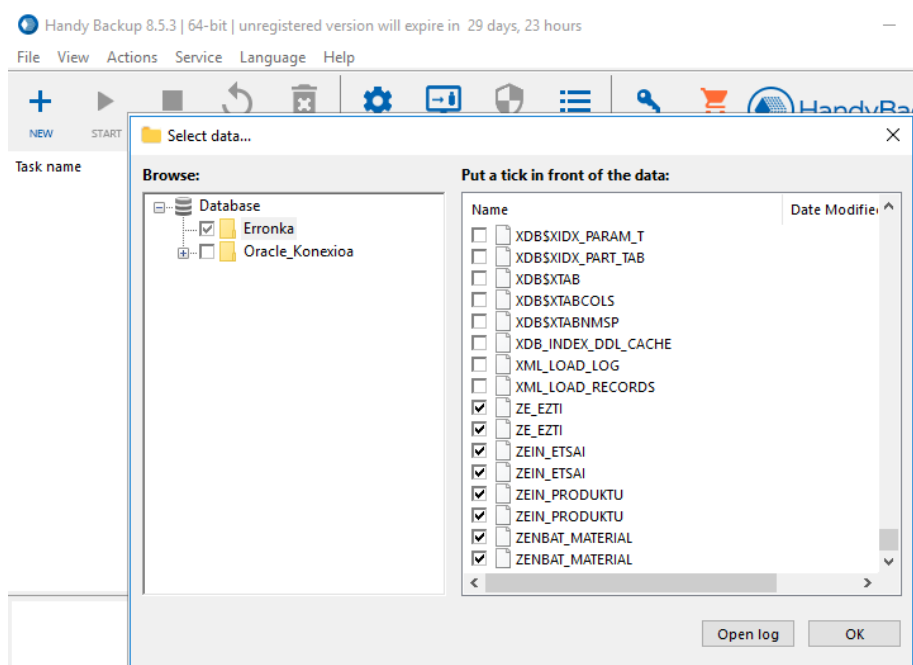 Handy Backup 8.5.3 | 64-bit | unregistered version will expire in 29 days, 23 hours
File View Actions Service Language Help
NEW START
HandyBa
Task name
Select data...
Browse:
Database
Erronka
Oracle_Konexioa
Put a tick in front of the data:
Name Date Modifie
XDB$XIDX_PARAM_T
XDB$XIDX_PART_TAB
XDB$XTAB
XDB$XTABCOLS
XDB$XTABNMSP
XDB_INDEX_DDL_CACHE
XML_LOAD_LOG
XML_LOAD_RECORDS
ZE_EZTI
ZE_EZTI
ZEIN_ETSAI
ZEIN_ETSAI
ZEIN_PRODUKTU
ZEIN_PRODUKTU
ZENBAT_MATERIAL
ZENBAT_MATERIAL
Open log OK